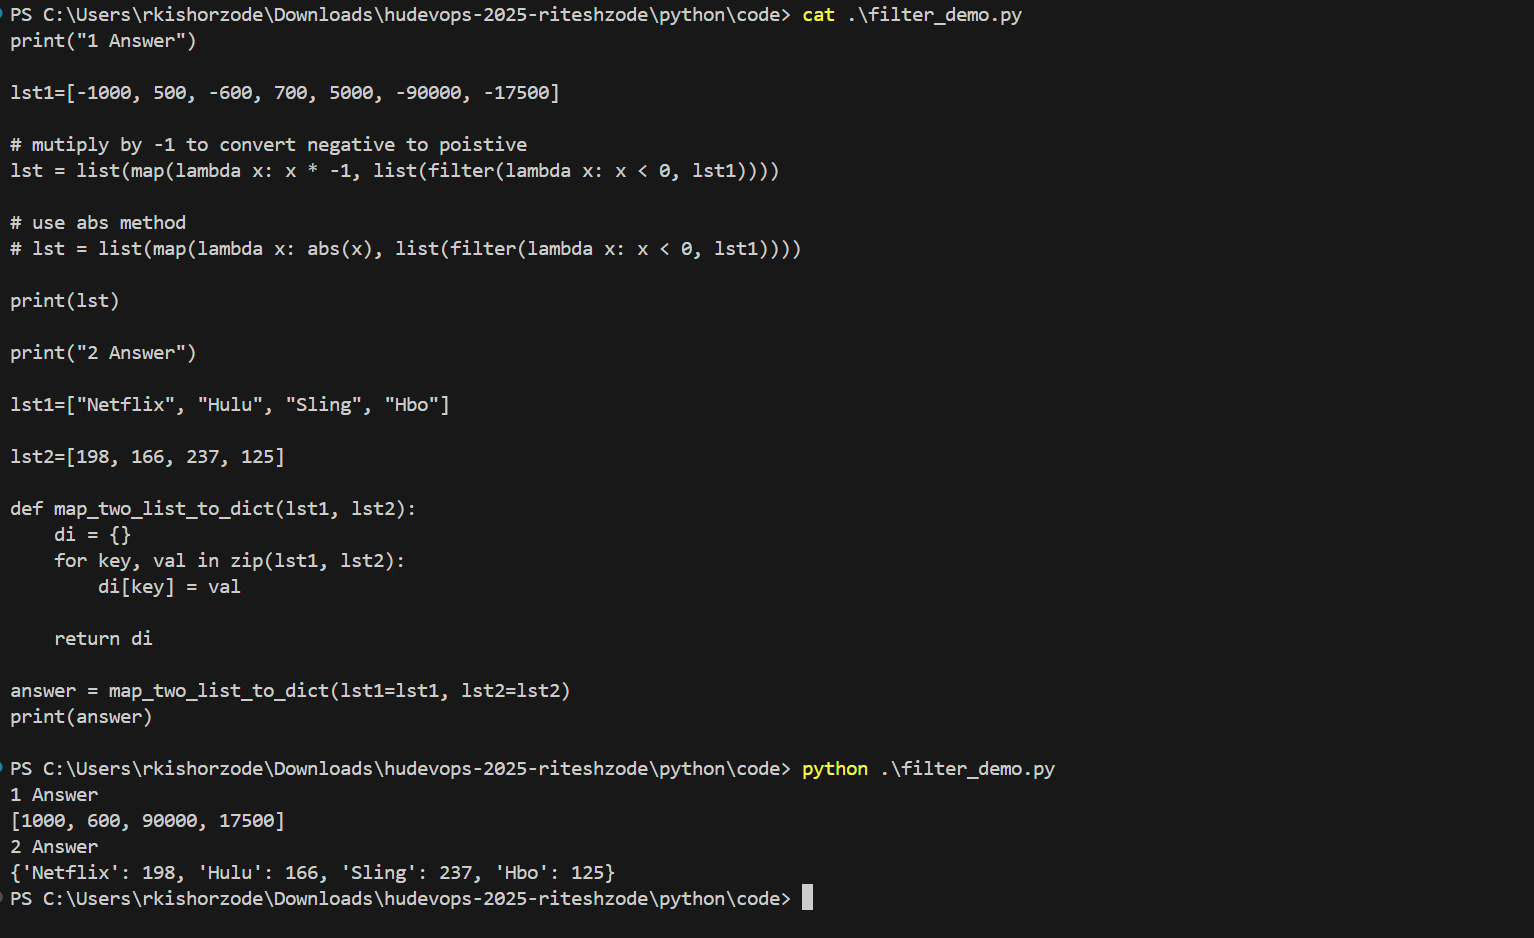 PS C:\Users\rkishorzode\Downloads\hudevops-2025-riteshzode\python\code> cat .\filter_demo.py
print("1 Answer")
lst1=[-1000, 500, -600, 700, 5000, -90000, -17500]
# mutiply by -1 to convert negative to poistive
lst = list(map(lambda x: x * -1, list(filter(lambda x: x < 0, lst1))))
# use abs method
# lst = list(map(lambda x: abs(x), list(filter(lambda x: x < 0, lst1))))
print(lst)
print("2 Answer")
lst1=["Netflix", "Hulu", "Sling", "Hbo"]
lst2=[198, 166, 237, 125]
def map_two_list_to_dict(lst1, lst2):
    di = {}
    for key, val in zip(lst1, lst2):
        di[key] = val
    return di
answer = map_two_list_to_dict(lst1=lst1, lst2=lst2)
print(answer)
PS C:\Users\rkishorzode\Downloads\hudevops-2025-riteshzode\python\code> python .\filter_demo.py
1 Answer
[1000, 600, 90000, 17500]
2 Answer
{'Netflix': 198, 'Hulu': 166, 'Sling': 237, 'Hbo': 125}
PS C:\Users\rkishorzode\Downloads\hudevops-2025-riteshzode\python\code>